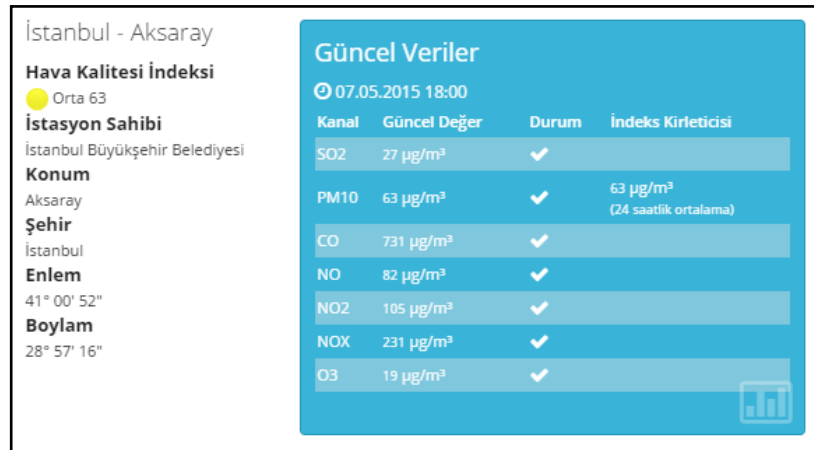 İstanbul - Aksaray
Hava Kalitesi İndeksi
Orta 63
İstasyon Sahibi
İstanbul Büyükşehir Belediyesi
Konum
Aksaray
Şehir
İstanbul
Enlem
41° 00' 52"
Boylam
28° 57' 16"
Güncel Veriler
07.05.2015 18:00
Kanal Güncel Değer Durum İndeks Kirleticisi
SO2 27 µg/m³
PM10 63 µg/m³ 63 µg/m³
(24 saatlik ortalama)
CO 731 µg/m³
NO 82 µg/m³
NO2 105 µg/m³
NOX 231 µg/m³
O3 19 µg/m³